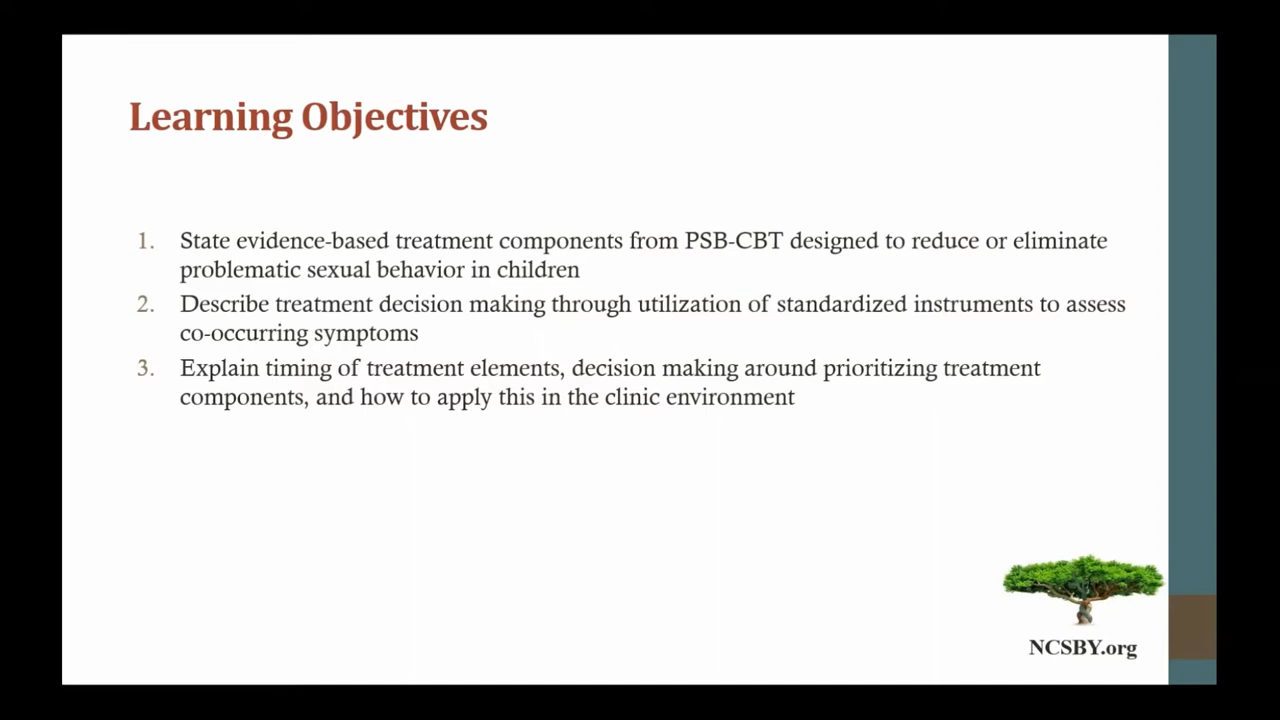 Learning Objectives
1. State evidence-based treatment components from PSB-CBT designed to reduce or eliminate
problematic sexual behavior in children
2. Describe treatment decision making through utilization of standardized instruments to assess
co-occurring symptoms
3. Explain timing of treatment elements, decision making around prioritizing treatment
components, and how to apply this in the clinic environment
NCSBY.org